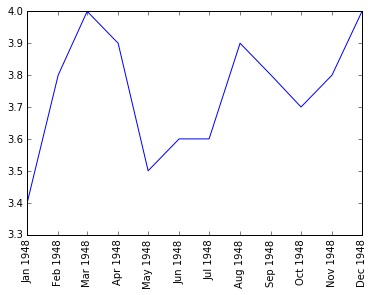 4.0
3.9
3.8
3.7
3.6
3.5
3.4
3.3
Jan 1948
Feb 1948
Mar 1948
Apr 1948
May 1948
Jun 1948
Jul 1948
Aug 1948
Sep 1948
Oct 1948
Nov 1948
Dec 1948